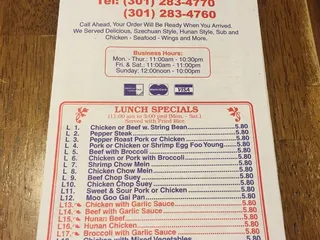 Tel: (301) 283-4770
(301) 283-4760
Call Ahead, Your Order Will Be Ready When You Arrived.
We Served Delicious, Szechuan Style, Hunan Style, Sub and
Chicken - Seafood - Wings and More.
Business Hours:
Mon. - Thur.: 11:00am - 10:30pm
Fri. & Sat.: 11:00am - 11:00pm
Sunday: 12:00noon - 10:00pm
VISA
LUNCH SPECIALS
(11:00 am to 3:00 pm) (Mon. - Sat.)
Served with Fried Rice
L 1. Chicken or Beef w. String Bean 5.80
L 2. Pepper Steak 5.80
L 3. Pepper Roast Pork or Chicken 5.80
L 4. Pork or Chicken or Shrimp Egg Foo Young 5.80
L 5. Beef with Broccoli 5.80
L 6. Chicken or Pork with Broccoli 5.80
L 7. Shrimp Chow Mein 5.80
L 8. Chicken Chow Mein 5.80
L 9. Beef Chop Suey 5.80
L10. Chicken Chop Suey 5.80
L11. Sweet & Sour Pork or Chicken 5.80
L12. Moo Goo Gai Pan 5.80
L13. Chicken with Garlic Sauce 5.80
L14. Beef with Garlic Sauce 5.80
L15. Hunan Beef 5.80
L16. Hunan Chicken 5.80
L17. Broccoli with Garlic Sauce 5.80
Chicken with Mixed Vegetables 5.80